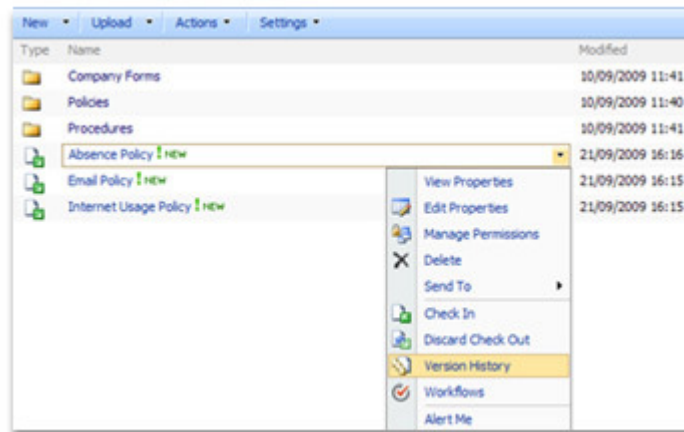 New Upload Actions Settings
Type Name Modified
Company Forms 10/09/2009 11:41
Policies 10/09/2009 11:40
Procedures 10/09/2009 11:41
Absence Policy ! NEW 21/09/2009 16:16
Email Policy ! NEW 21/09/2009 16:15
Internet Usage Policy ! NEW 21/09/2009 16:15
View Properties
Edit Properties
Manage Permissions
Delete
Send To
Check In
Discard Check Out
Version History
Workflows
Alert Me